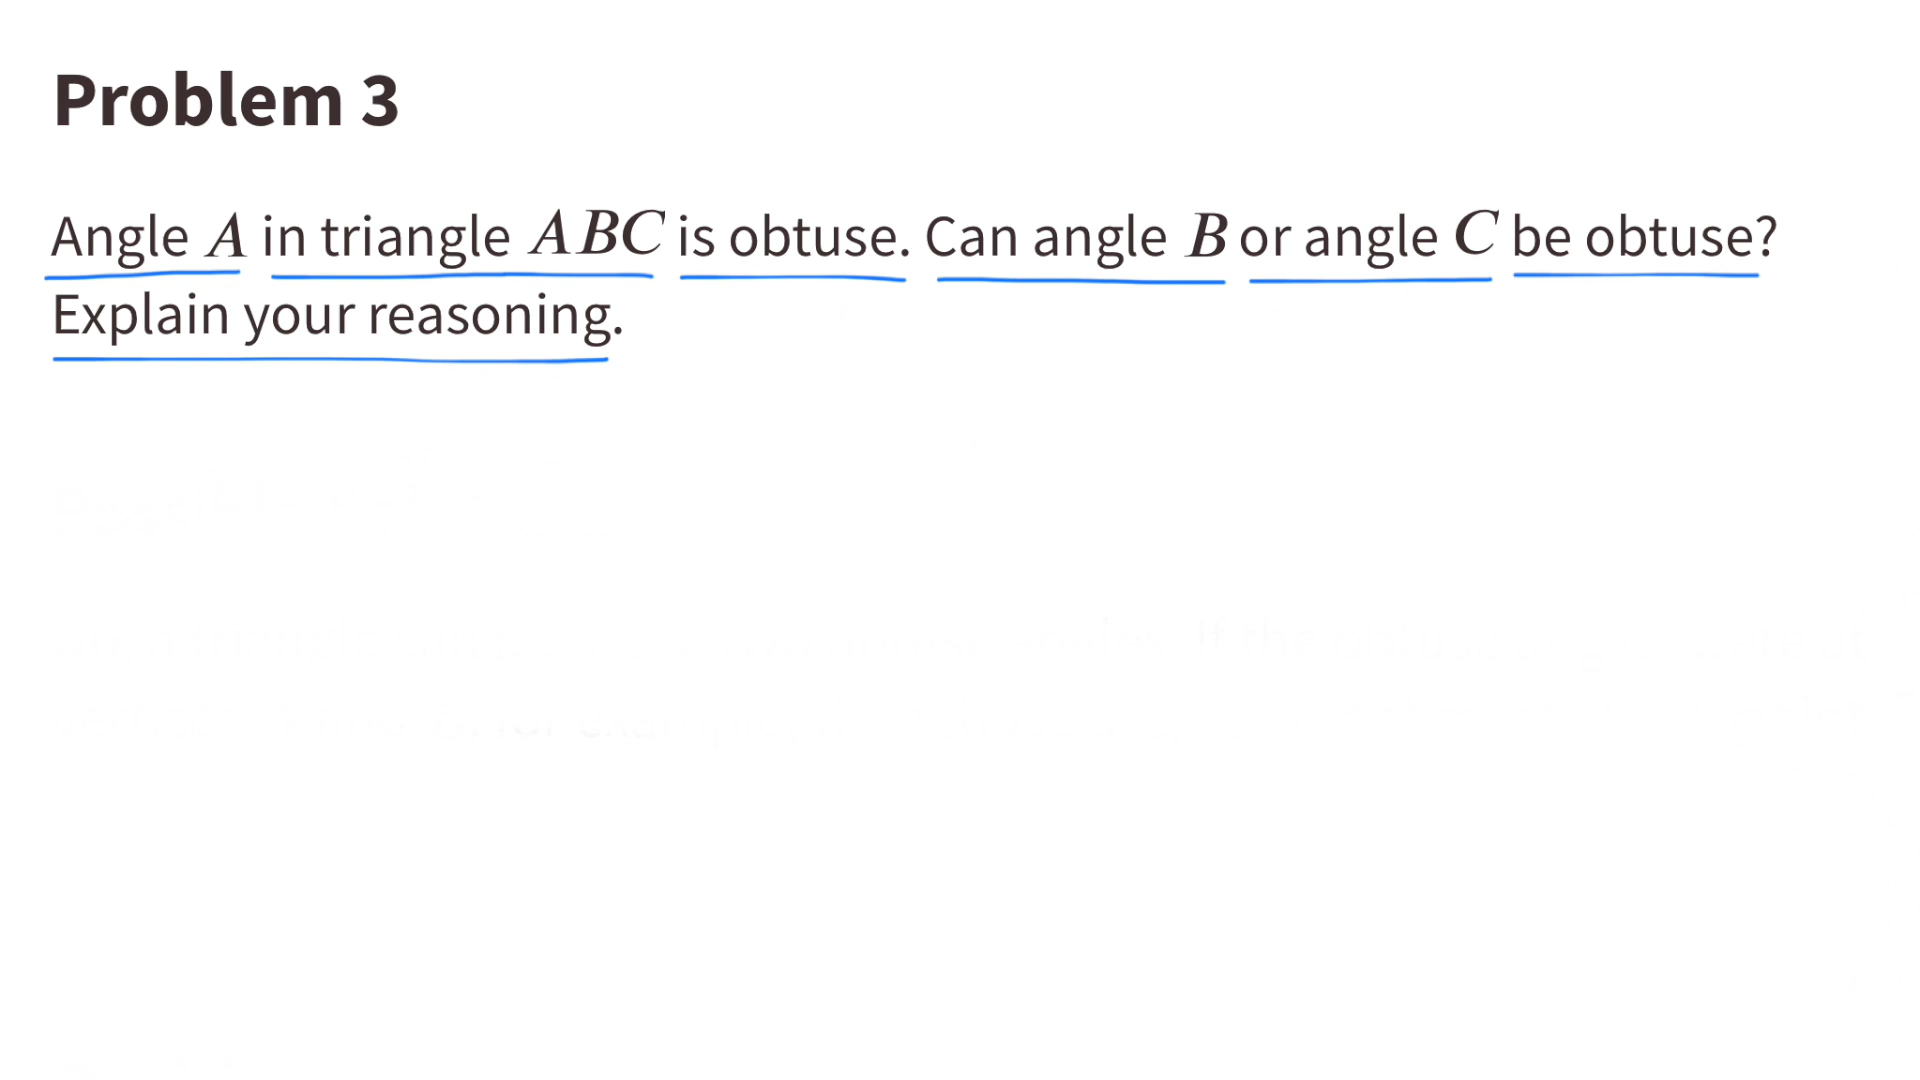 Problem 3
Angle A in triangle ABC is obtuse. Can angle B or angle C be obtuse?
Explain your reasoning.